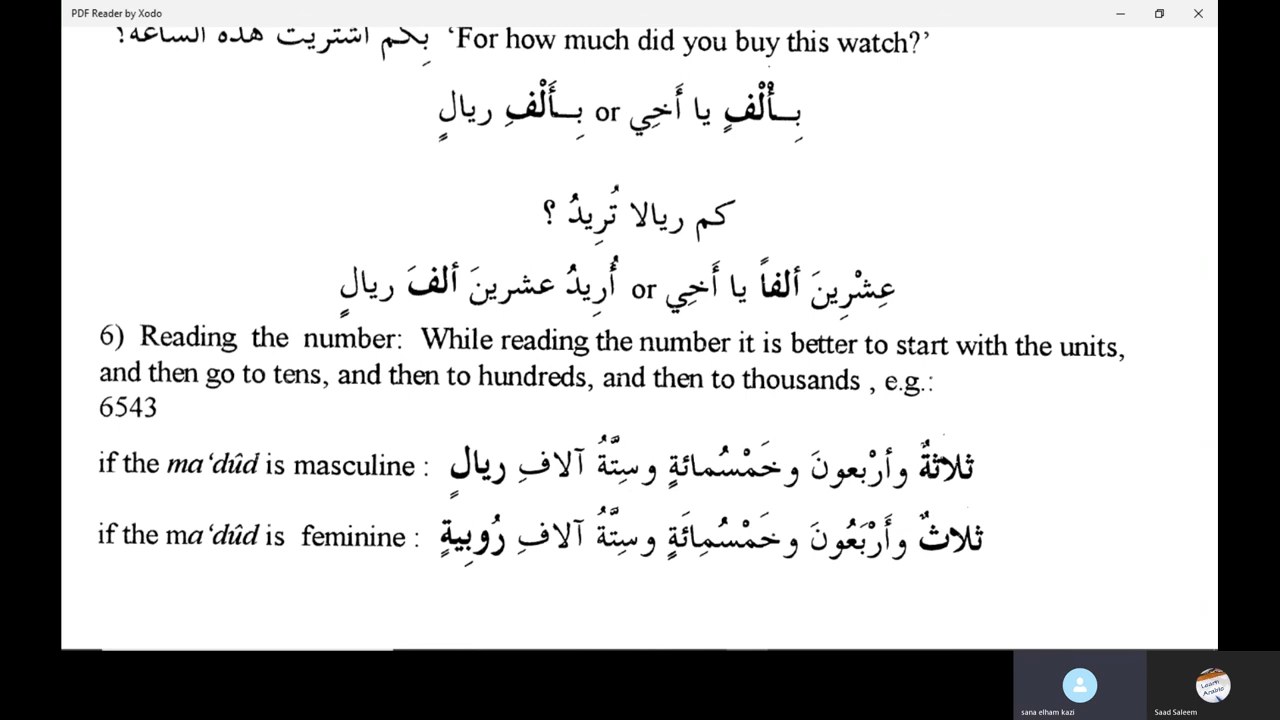 PDF Reader by Xodo
بِكم اشتريت هذه الساعة؟ ‘For how much did you buy this watch?’
بِــأَلْفٍ يا أَخِي or بِــأَلْفِ ريالٍ
كم ريالا تُرِيدُ ؟
عِشْرِينَ ألفاً يا أَخِي or أُرِيدُ عشرينَ ألفَ ريالٍ
6) Reading the number: While reading the number it is better to start with the units,
and then go to tens, and then to hundreds, and then to thousands , e.g.:
6543
if the ma‘dûd is masculine : ثلاثةٌ وأرْبعونَ وخَمْسُمائةٍ وسِتَّةُ آلافِ ريالٍ
if the ma‘dûd is feminine : ثلاثٌ وأَرْبَعُونَ وخَمْسُمِائَةٍ وسِتَّةُ آلافِ رُوبِيةٍ
sana elham kazi
Learn Arabic
Saad Saleem